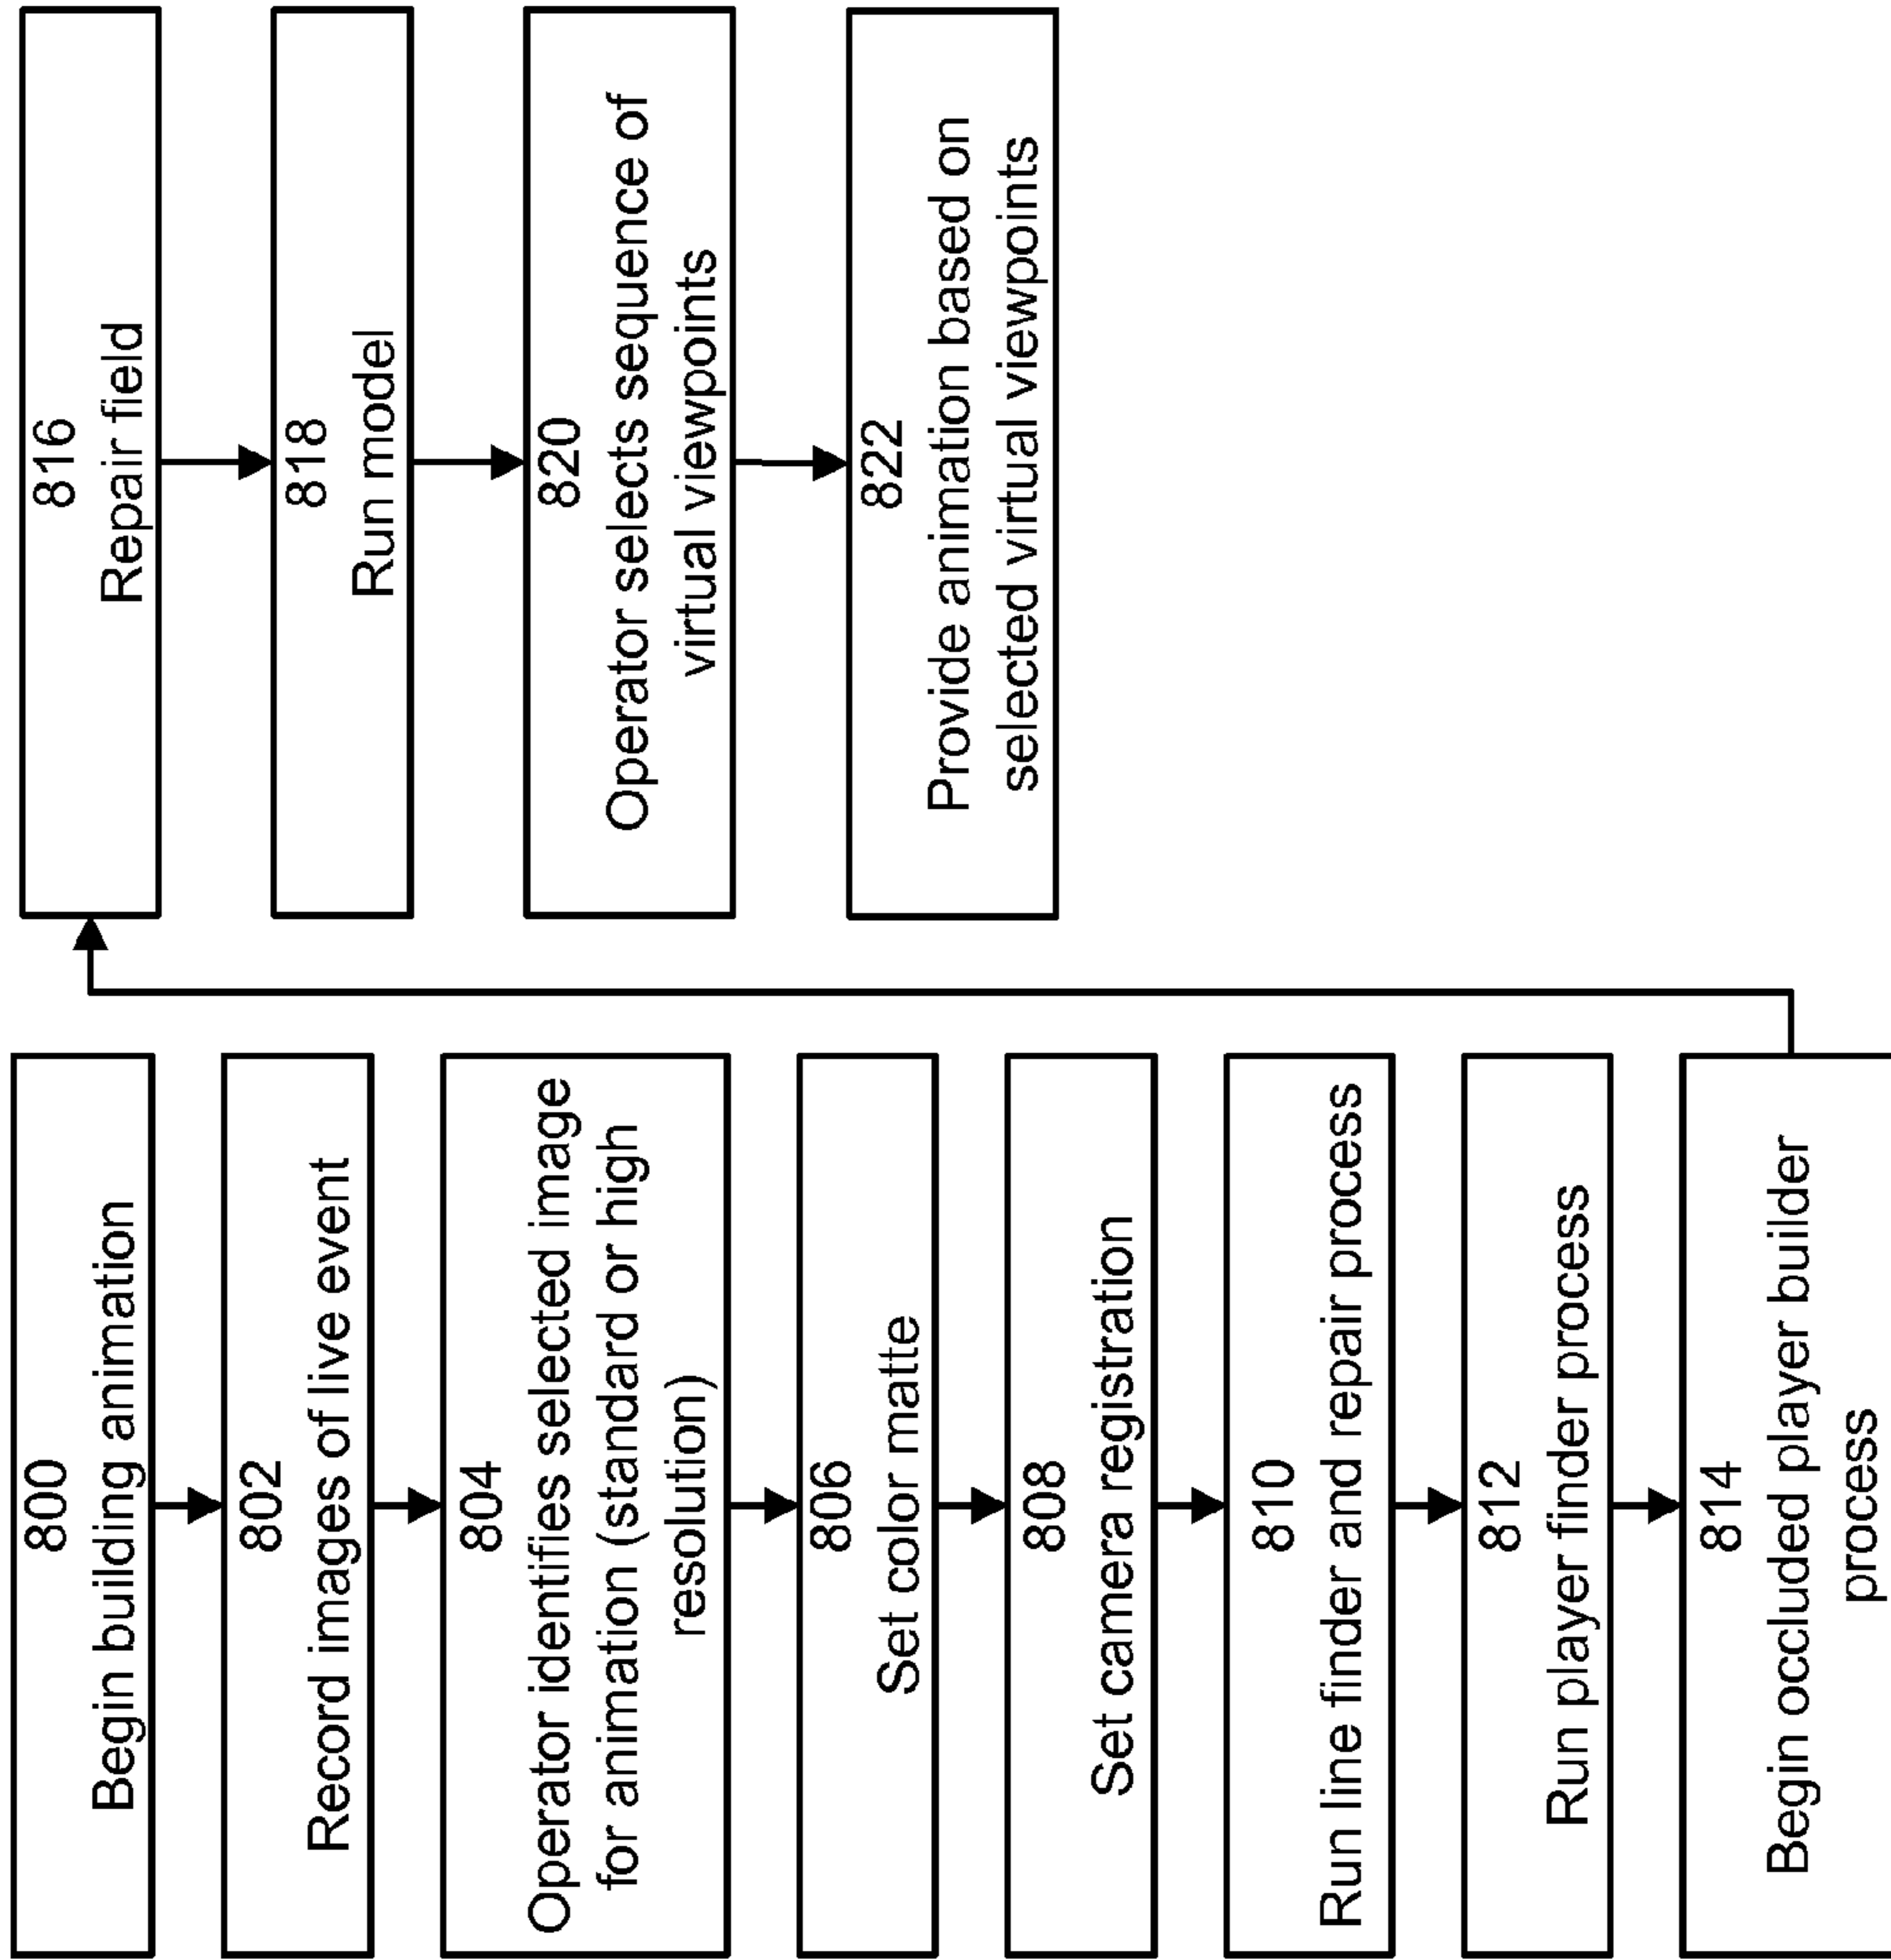 800
Begin building animation
802
Record images of live event
804
Operator identifies selected image
for animation (standard or high
resolution)
806
Set color matte
808
Set camera registration
810
Run line finder and repair process
812
Run player finder process
814
Begin occluded player builder
process
816
Repair field
818
Run model
820
Operator selects sequence of
virtual viewpoints
822
Provide animation based on
selected virtual viewpoints